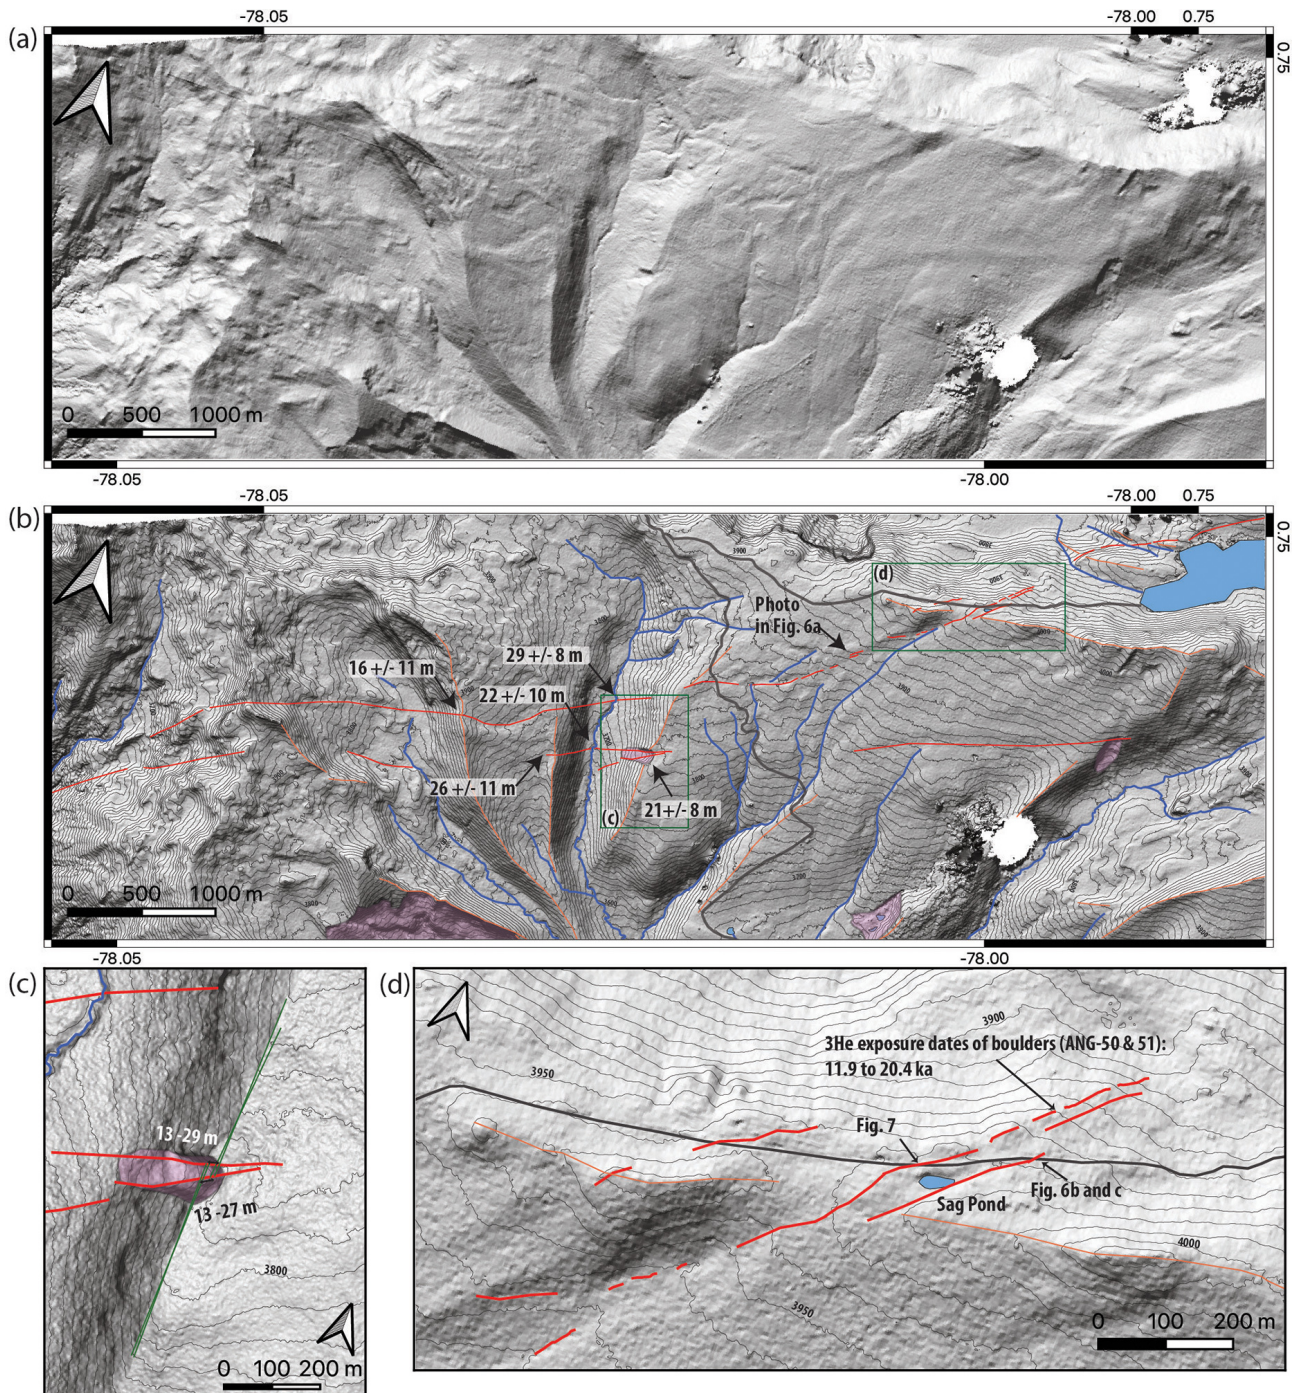 (a)
-78.05
-78.00
0.75
0.75
0
500
1000 m
-78.05
-78.00
(b)
-78.05
-78.00
0.75
0.75
3900
(d)
Photo
in Fig. 6a
29 +/- 8 m
16 +/- 11 m
22 +/- 10 m
26 +/- 11 m
21+/- 8 m
(c)
0
500
1000 m
-78.05
-78.00
(c)
13 -29 m
13 -27 m
3800
0
100
200 m
(d)
3900
3He exposure dates of boulders (ANG-50 & 51):
11.9 to 20.4 ka
3950
Fig. 7
Fig. 6b and c
Sag Pond
4000
3950
0
100
200 m